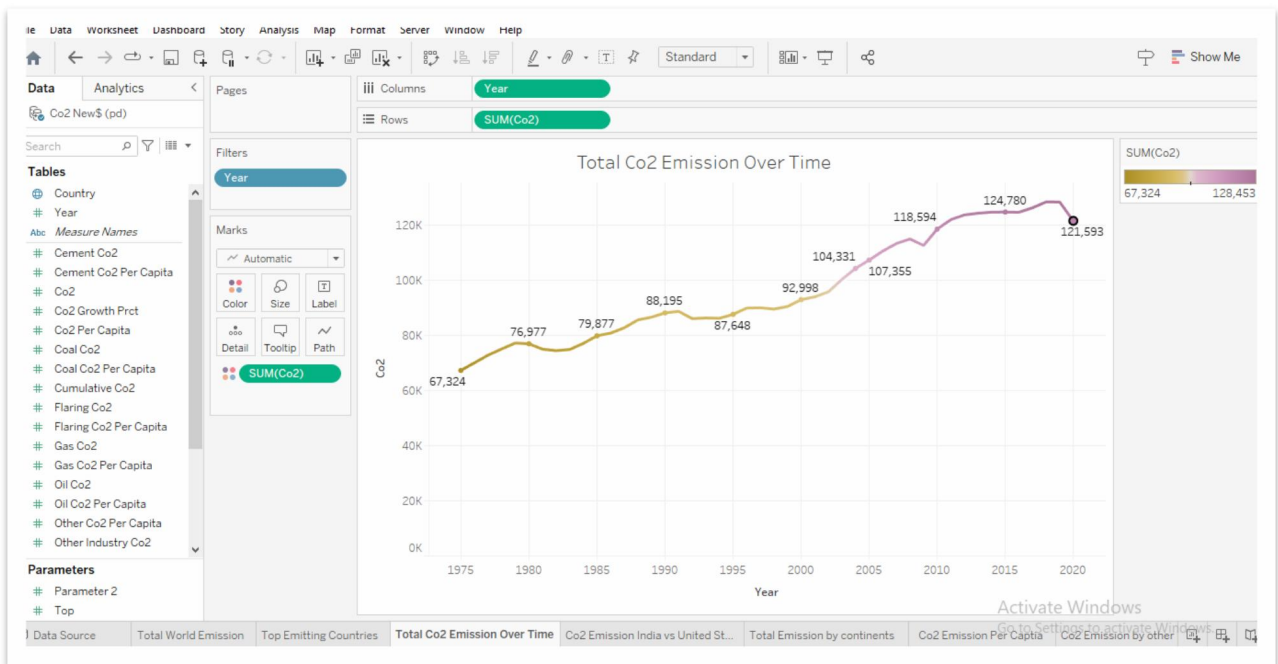 ile Data Worksheet Dashboard Story Analysis Map Format Server Window Help
Standard
Show Me
Data Analytics
Co2 New$ (pd)
Search
Tables
Country
Year
Abc Measure Names
Cement Co2
Cement Co2 Per Capita
Co2
Co2 Growth Prct
Co2 Per Capita
Coal Co2
Coal Co2 Per Capita
Cumulative Co2
Flaring Co2
Flaring Co2 Per Capita
Gas Co2
Gas Co2 Per Capita
Oil Co2
Oil Co2 Per Capita
Other Co2 Per Capita
Other Industry Co2
Parameters
Parameter 2
Top
Pages
Filters
Year
Marks
Automatic
Color Size Label
Detail Tooltip Path
SUM(Co2)
iii Columns Year
Rows SUM(Co2)
Total Co2 Emission Over Time
Co2
120K
100K
80K
60K
40K
20K
0K
67,324
76,977
79,877
88,195
87,648
92,998
104,331
107,355
118,594
124,780
121,593
1975 1980 1985 1990 1995 2000 2005 2010 2015 2020
Year
SUM(Co2)
67,324 128,453
Activate Windows
Go to Settings to activate Windows.
Data Source Total World Emission Top Emitting Countries Total Co2 Emission Over Time Co2 Emission India vs United St... Total Emission by continents Co2 Emission Per Captia Co2 Emission by other